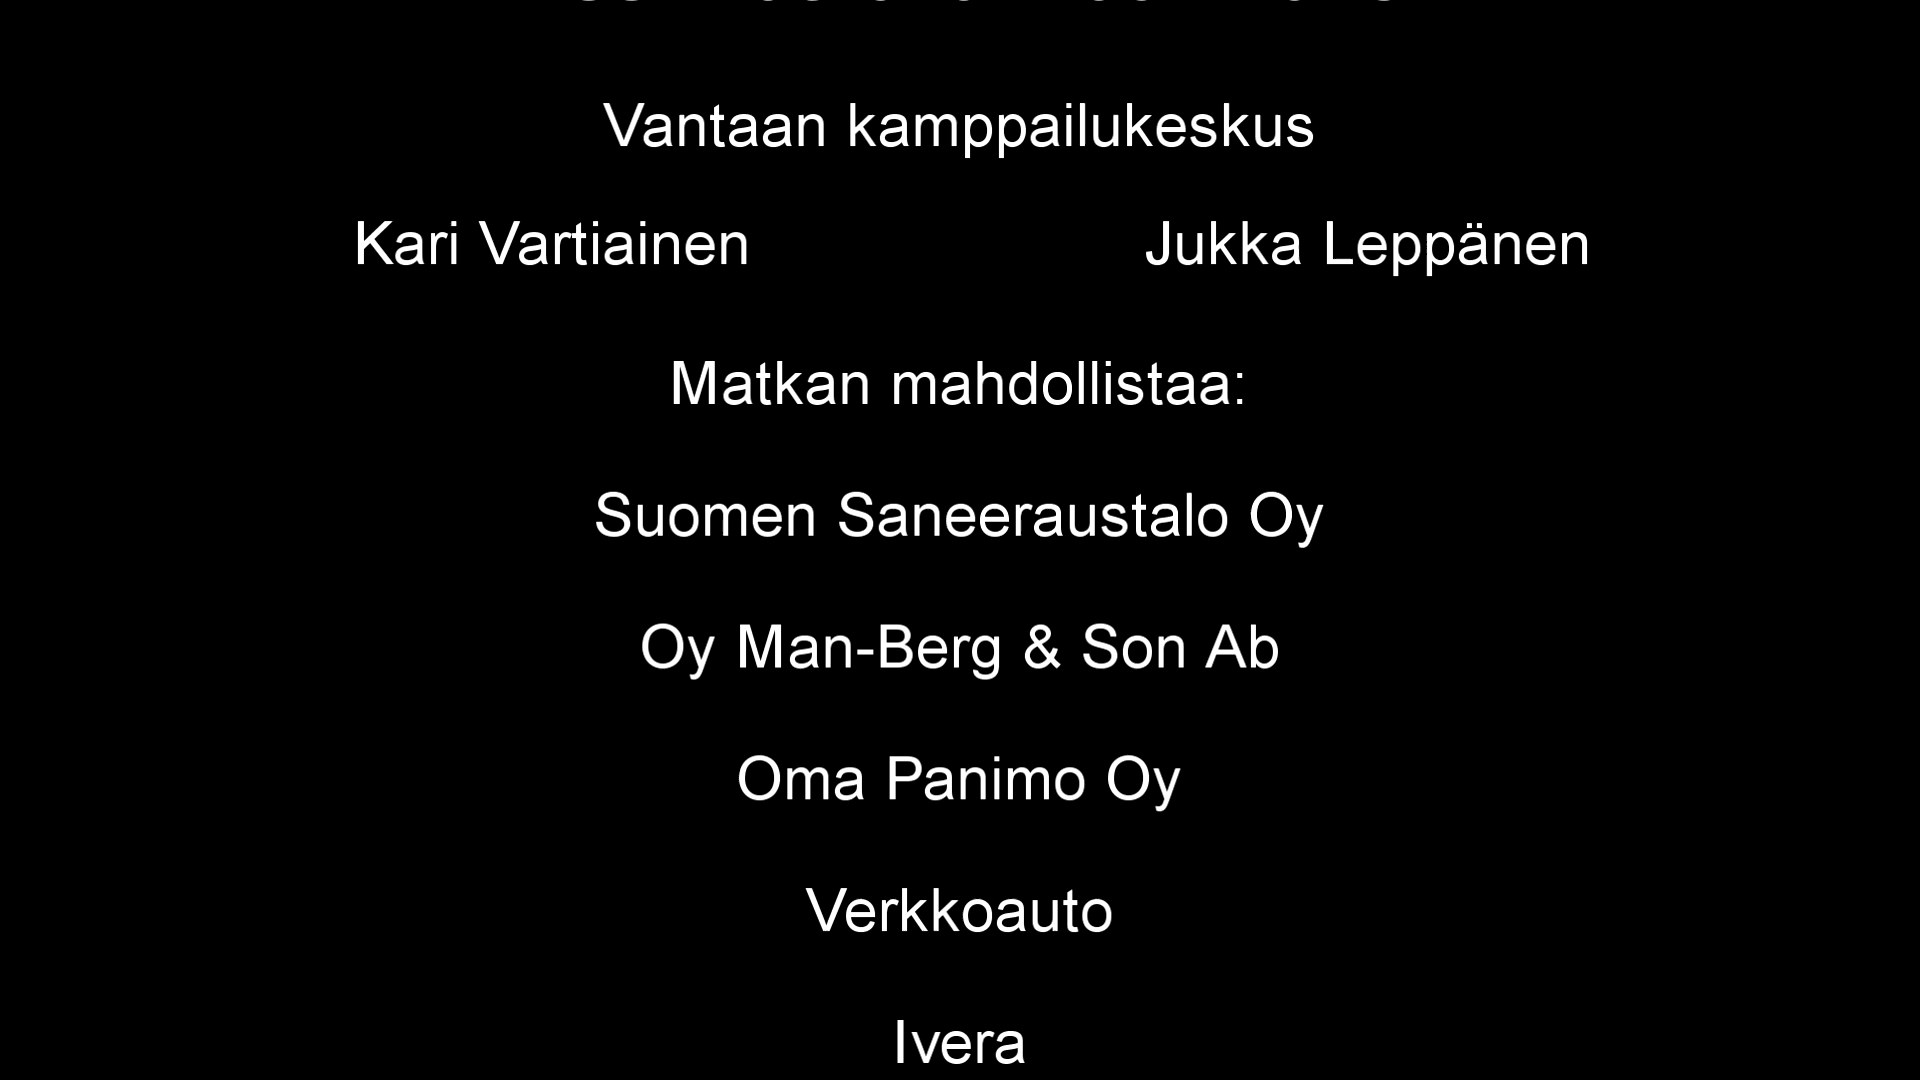 Vantaan kamppailukeskus
Kari Vartiainen Jukka Leppänen
Matkan mahdollistaa:
Suomen Saneeraustalo Oy
Oy Man-Berg & Son Ab
Oma Panimo Oy
Verkkoauto
Ivera